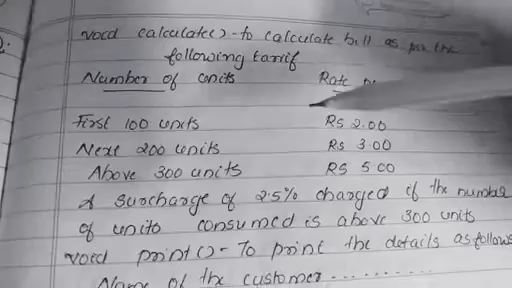 void calculate() - to calculate bill as per the
following tariff
Number of units Rate
First 100 units Rs 2.00
Next 200 units Rs 3.00
Above 300 units Rs 5.00
A surcharge of 2.5% charged if the number
of units consumed is above 300 units
void print() - To print the details as follows
Name of the customer ..........